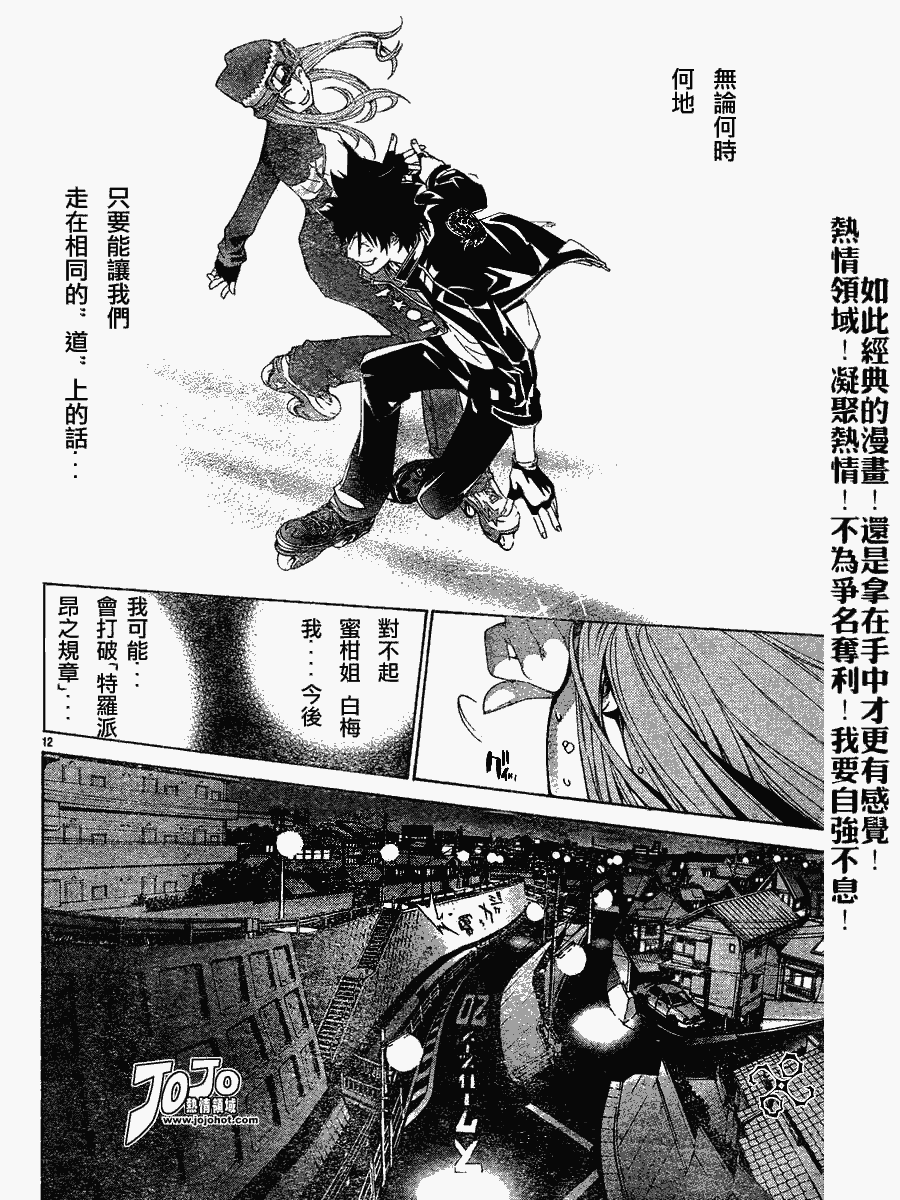 無論何時
何地
只要能讓我們
走在相同的〝道〞上的話...
對不起
蜜柑姐 白梅
我...今後
我可能..
會打破「特羅派
昂之規章」...
12
如此經典的漫畫！還是拿在手中才更有感覺！
熱情領域！凝聚熱情！不為爭名奪利！我要自強不息！
JOJO
熱情領域
www.jojohot.com